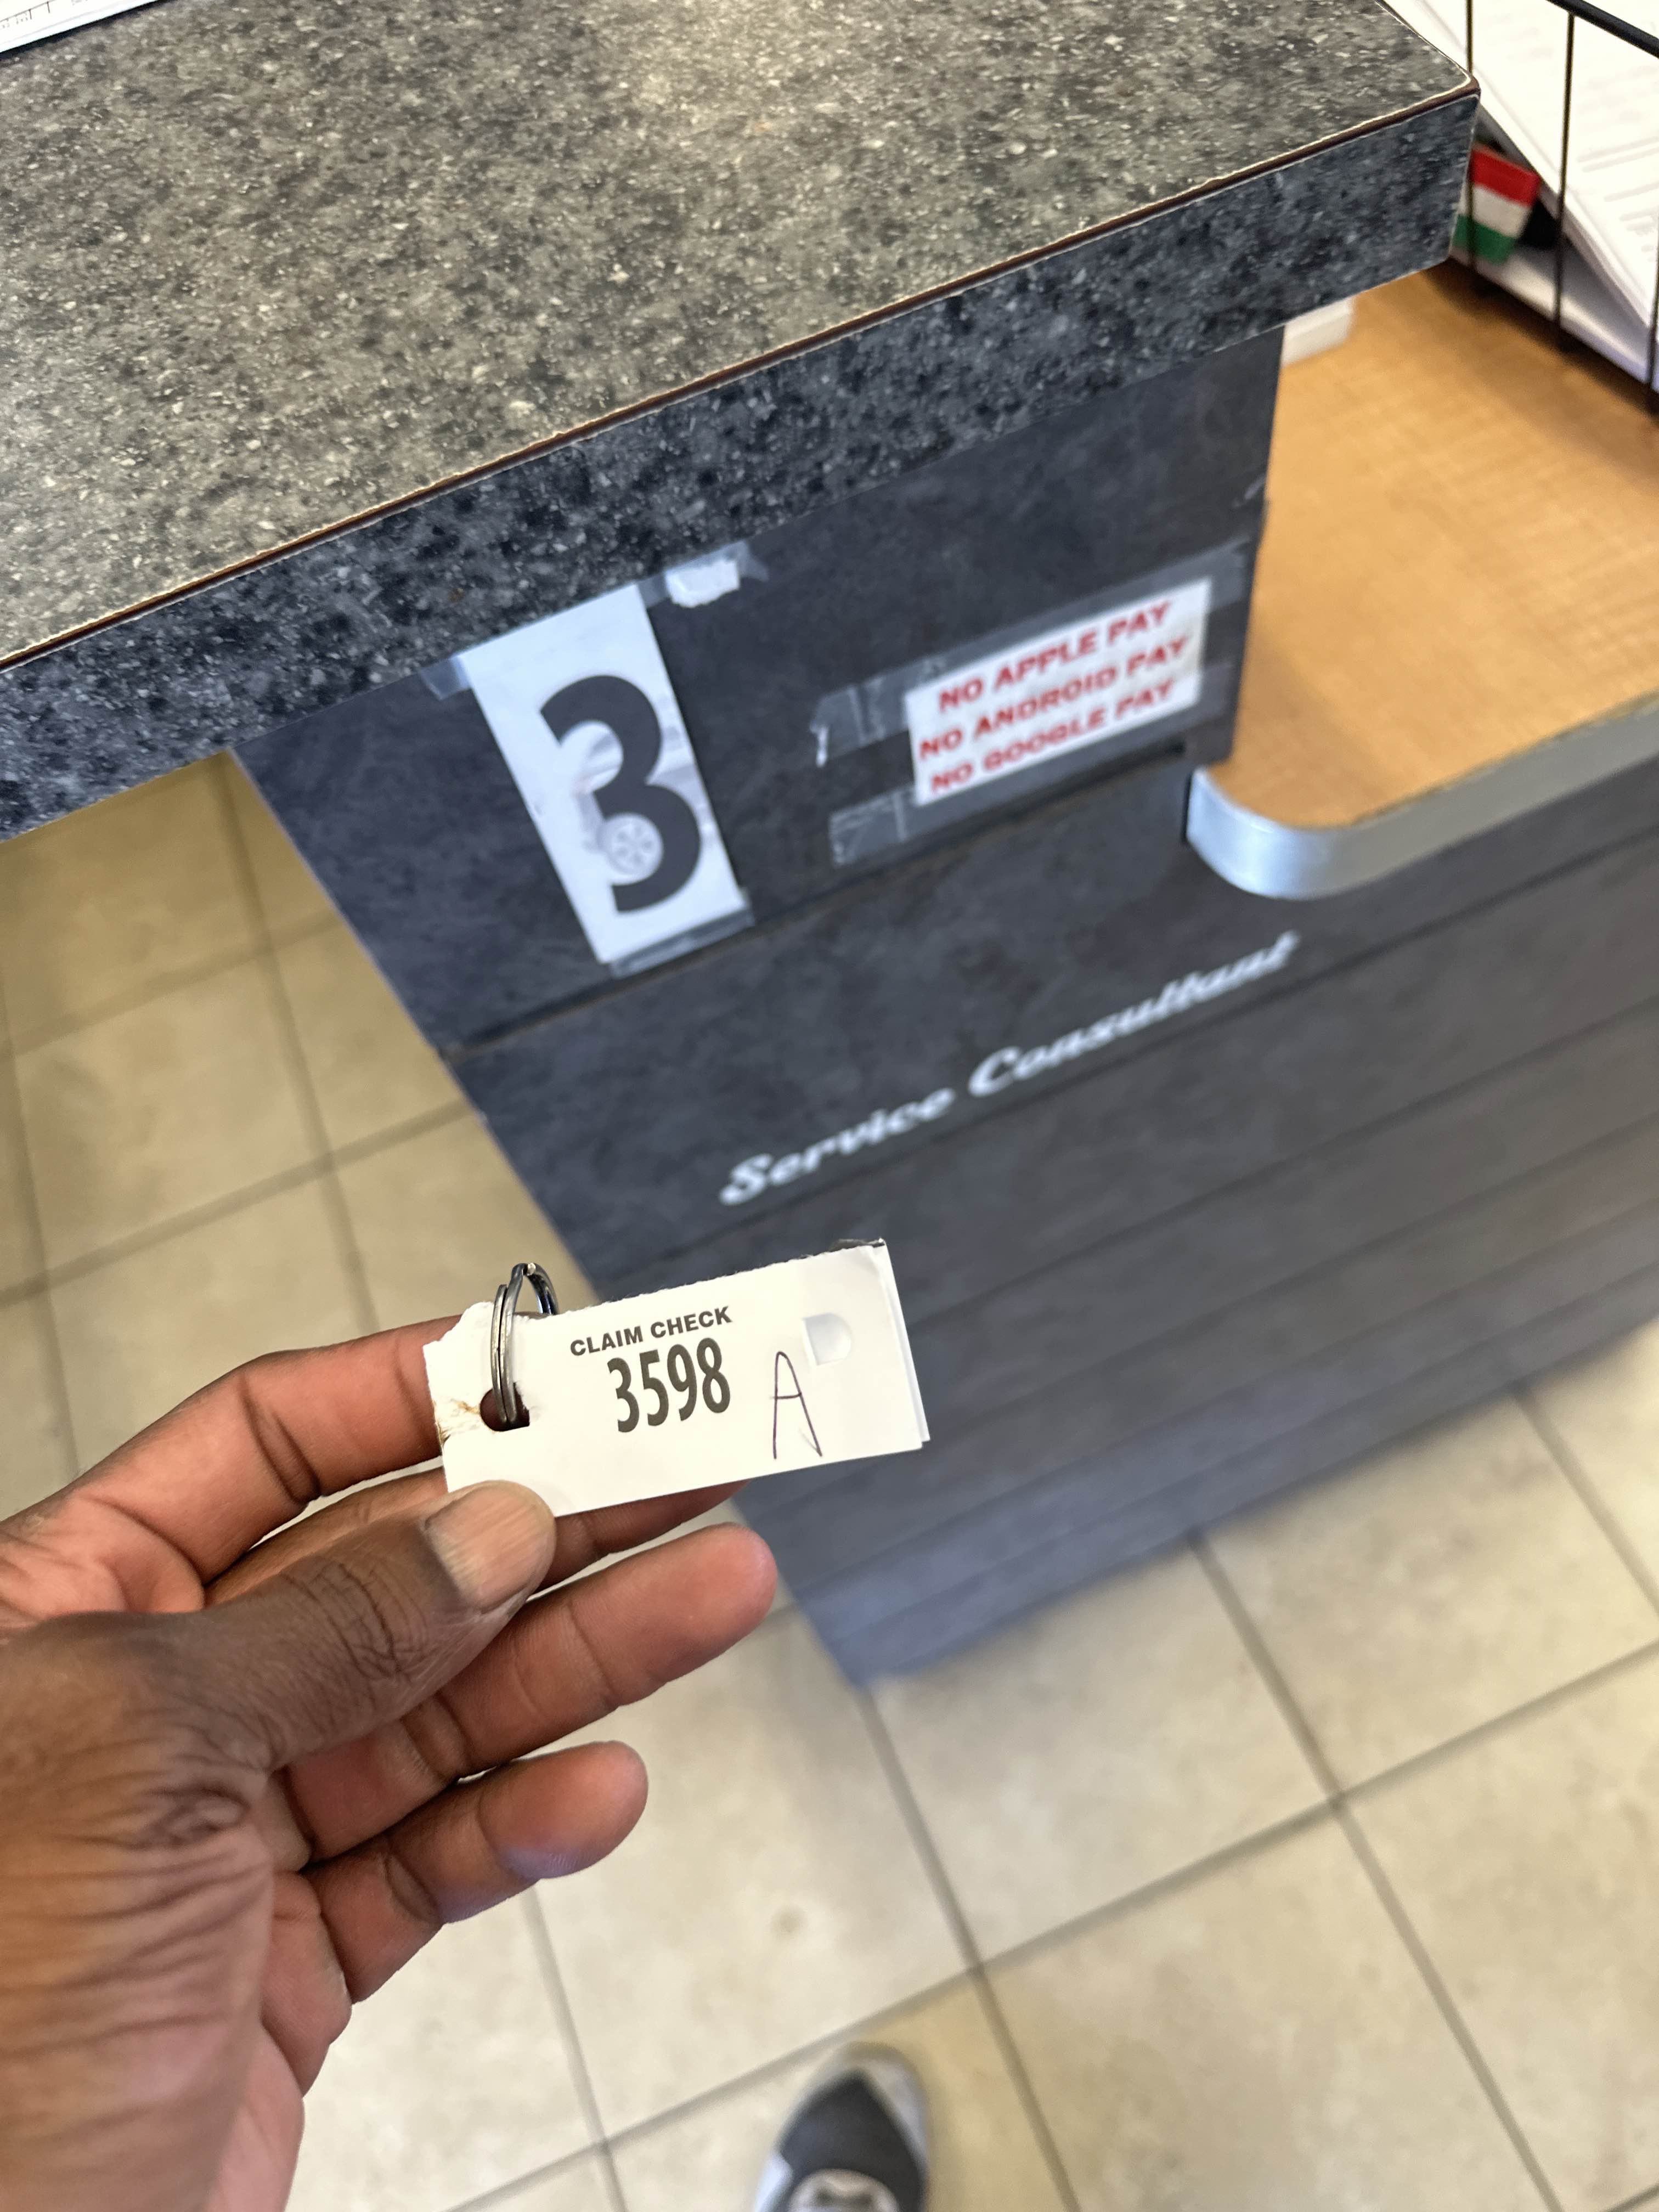 3
NO APPLE PAY
NO ANDROID PAY
NO GOOGLE PAY
Service Consultant
CLAIM CHECK
3598 A